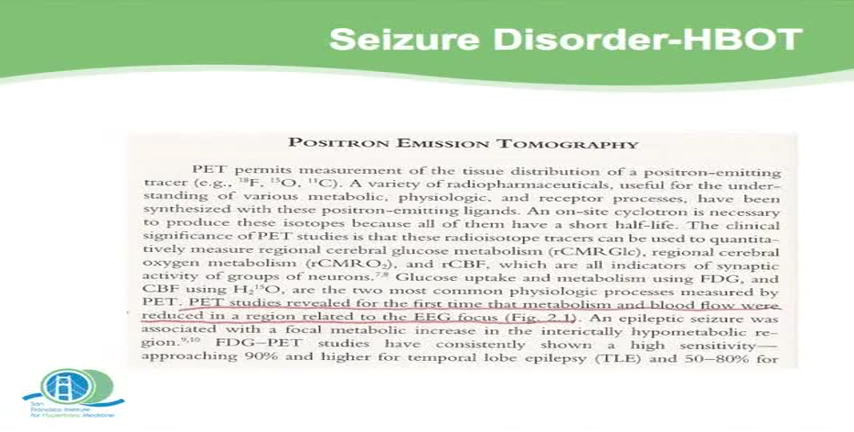 Seizure Disorder-HBOT
POSITRON EMISSION TOMOGRAPHY
PET permits measurement of the tissue distribution of a positron-emitting
tracer (e.g., ¹⁸F, ¹⁵O, ¹¹C). A variety of radiopharmaceuticals, useful for the under-
standing of various metabolic, physiologic, and receptor processes, have been
synthesized with these positron-emitting ligands. An on-site cyclotron is necessary
to produce these isotopes because all of them have a short half-life. The clinical
significance of PET studies is that these radioisotope tracers can be used to quantita-
tively measure regional cerebral glucose metabolism (rCMRGlc), regional cerebral
oxygen metabolism (rCMRO₂), and rCBF, which are all indicators of synaptic
activity of groups of neurons.⁷,⁸ Glucose uptake and metabolism using FDG, and
CBF using H₂¹⁵O, are the two most common physiologic processes measured by
PET. PET studies revealed for the first time that metabolism and blood flow were
reduced in a region related to the EEG focus (Fig. 2.1). An epileptic seizure was
associated with a focal metabolic increase in the interictally hypometabolic re-
gion.⁹,¹⁰ FDG–PET studies have consistently shown a high sensitivity—
approaching 90% and higher for temporal lobe epilepsy (TLE) and 50–80% for
San
Francisco Institute
for Hyperbaric Medicine